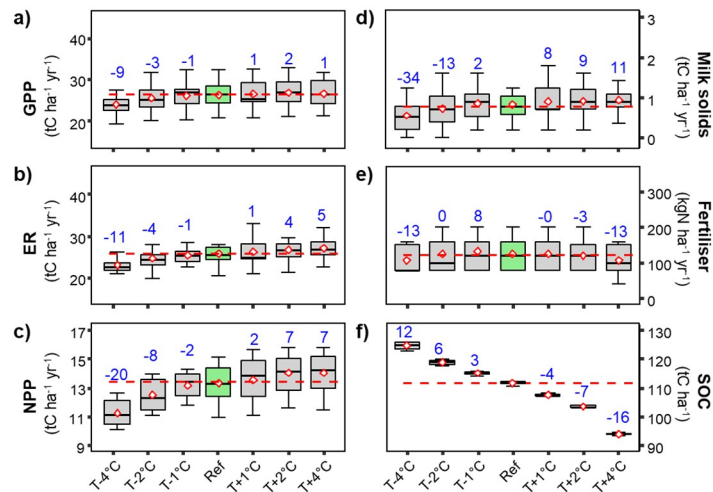 a)
GPP
(tC ha⁻¹ yr⁻¹)
40
30
20
-9 -3 -1 1 2 1
b)
ER
(tC ha⁻¹ yr⁻¹)
40
30
20
-11 -4 -1 1 4 5
c)
NPP
(tC ha⁻¹ yr⁻¹)
17
15
13
11
9
-20 -8 -2 2 7 7
T-4°C T-2°C T-1°C Ref T+1°C T+2°C T+4°C
d)
Milk solids
(tC ha⁻¹ yr⁻¹)
3
2
1
0
-34 -13 2 8 9 11
e)
Fertiliser
(kgN ha⁻¹ yr⁻¹)
300
200
100
0
-13 0 8 -0 -3 -13
f)
SOC
(tC ha⁻¹)
130
120
110
100
90
12 6 3 -4 -7 -16
T-4°C T-2°C T-1°C Ref T+1°C T+2°C T+4°C